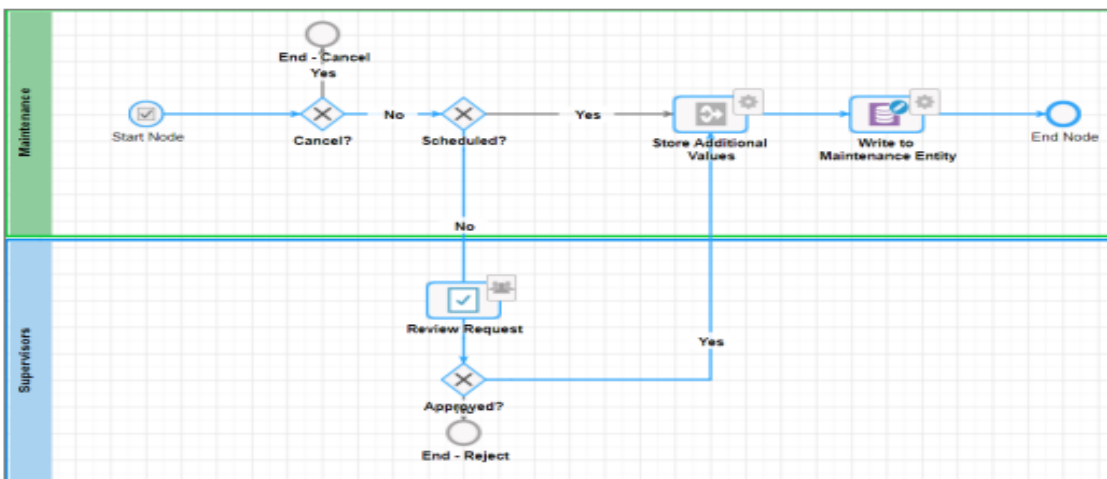 Maintenance
End - Cancel
Yes
Start Node
Cancel?
No
Scheduled?
Yes
Store Additional
Values
Write to
Maintenance Entity
End Node
No
Supervisors
Review Request
Yes
Approved?
No
End - Reject